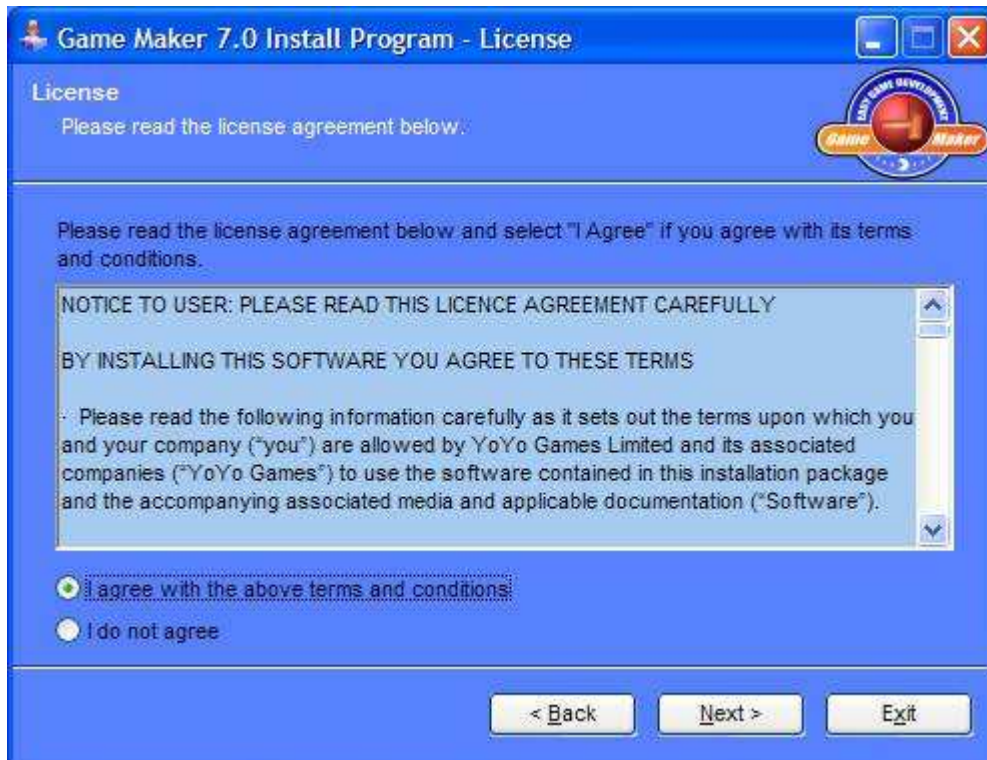 Game Maker 7.0 Install Program - License
License
Please read the license agreement below.
EASY GAME DEVELOPMENT
Game Maker
Please read the license agreement below and select "I Agree" if you agree with its terms
and conditions.
NOTICE TO USER: PLEASE READ THIS LICENCE AGREEMENT CAREFULLY
BY INSTALLING THIS SOFTWARE YOU AGREE TO THESE TERMS
- Please read the following information carefully as it sets out the terms upon which you
and your company (“you”) are allowed by YoYo Games Limited and its associated
companies (“YoYo Games”) to use the software contained in this installation package
and the accompanying associated media and applicable documentation (“Software”).
I agree with the above terms and conditions
I do not agree
< Back
Next >
Exit